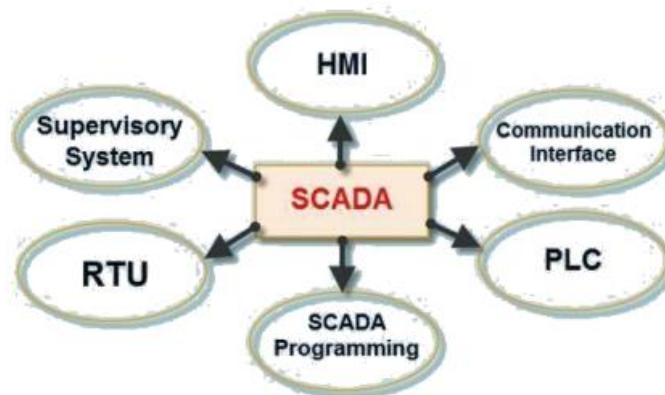 HMI
Supervisory
System
Communication
Interface
SCADA
RTU
PLC
SCADA
Programming